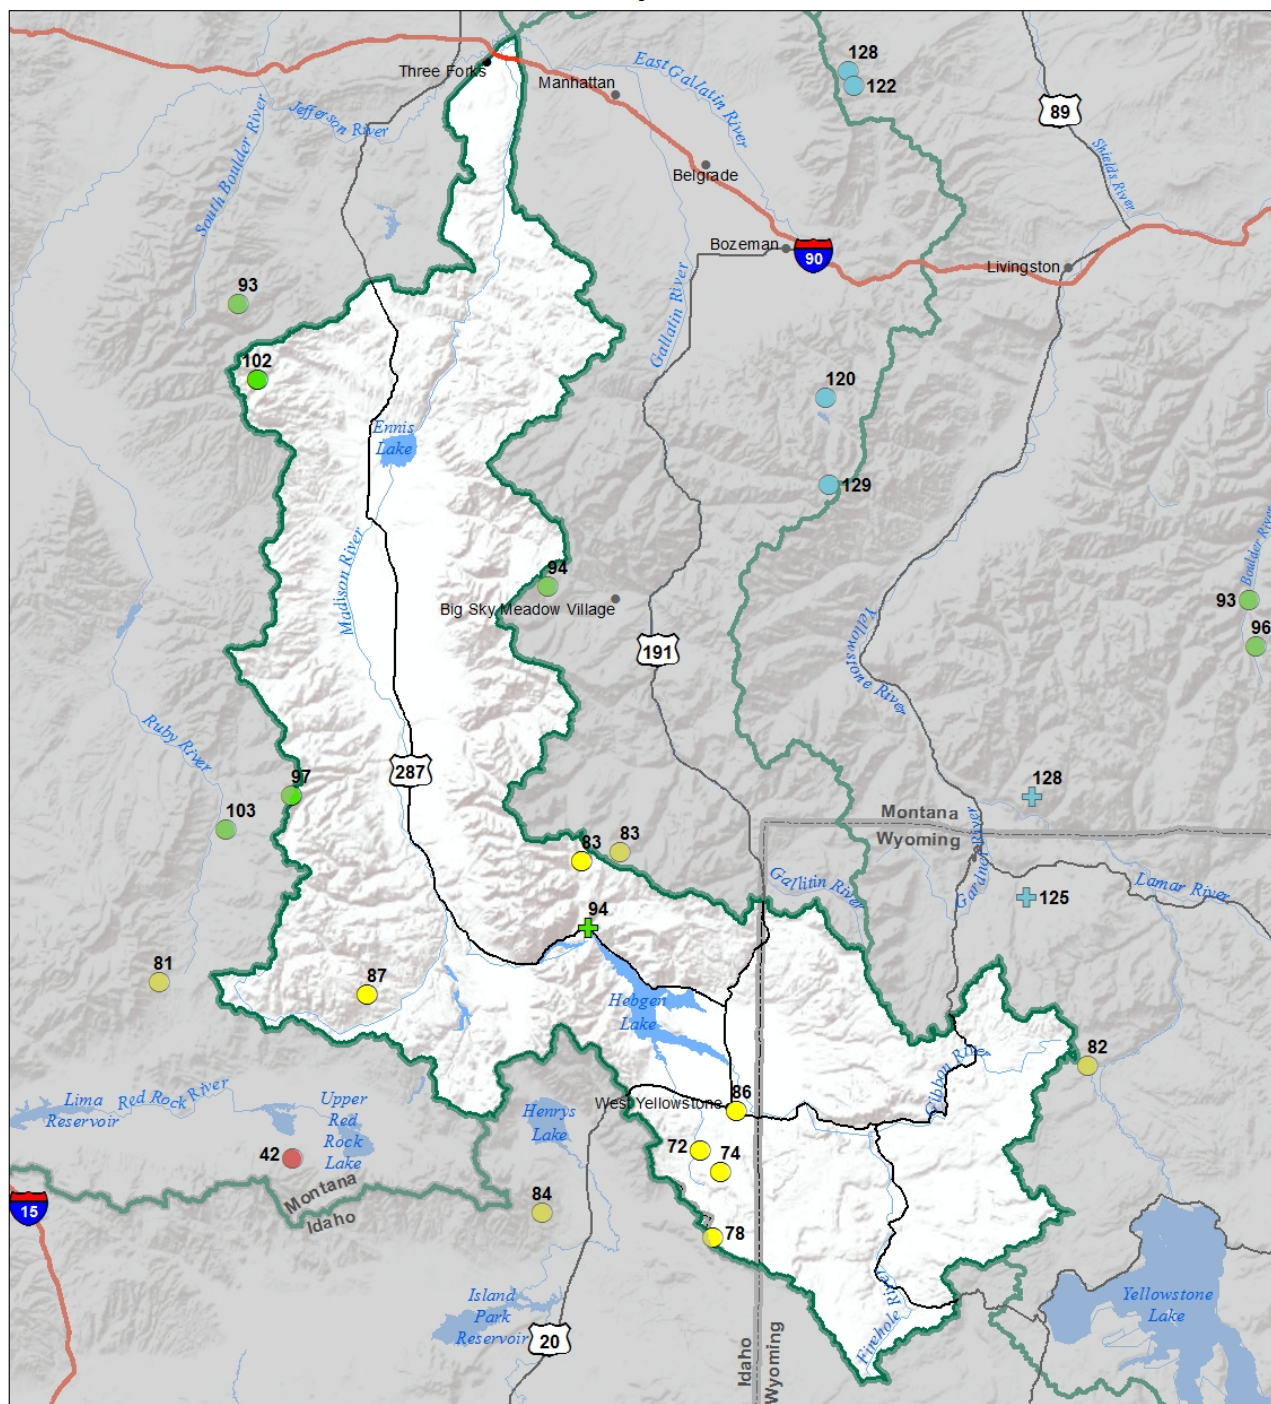 128
122
Three Forks
Manhattan
East Gallatin River
89
Jefferson River
South Boulder River
Shields River
Belgrade
Bozeman
90
Livingston
Gallatin River
93
102
120
Ennis
Lake
129
Madison River
94
Big Sky Meadow Village
Boulder River
93
96
191
Yellowstone River
Ruby River
287
97
103
128
Montana
Wyoming
83
83
Gallitin River
Gardner River
Lamar River
125
94
81
87
Hebgen
Lake
82
Gibbon River
86
West Yellowstone
Lima
Reservoir
Red Rock River
Upper
Red
Rock
Lake
Henrys
Lake
72
74
42
Montana
Idaho
84
78
15
Island
Park
Reservoir
20
Firehole River
Yellowstone
Lake
Idaho
Wyoming